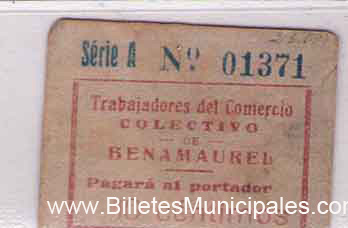 Série A Nº 01371
Trabajadores del Comercio
COLECTIVO
— DE —
BENAMAUREL
Pagará al portador
www.BilletesMunicipales.com